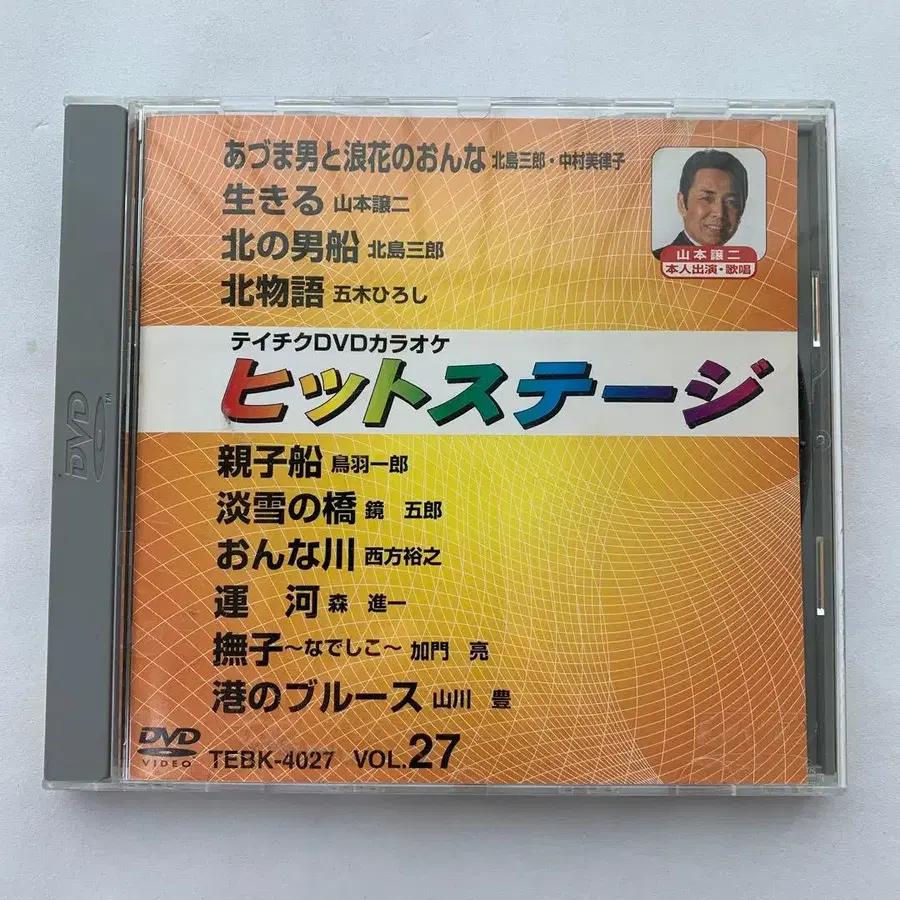 あづま男と浪花のおんな 北島三郎・中村美律子
生きる 山本譲二
北の男船 北島三郎
北物語 五木ひろし
山本譲二
本人出演・歌唱
テイチクDVDカラオケ
ヒットステージ
親子船 鳥羽一郎
淡雪の橋 鏡 五郎
おんな川 西方裕之
運 河 森 進一
撫子~なでしこ~ 加門 亮
港のブルース 山川 豊
DVD VIDEO TEBK-4027 VOL.27
DVD™